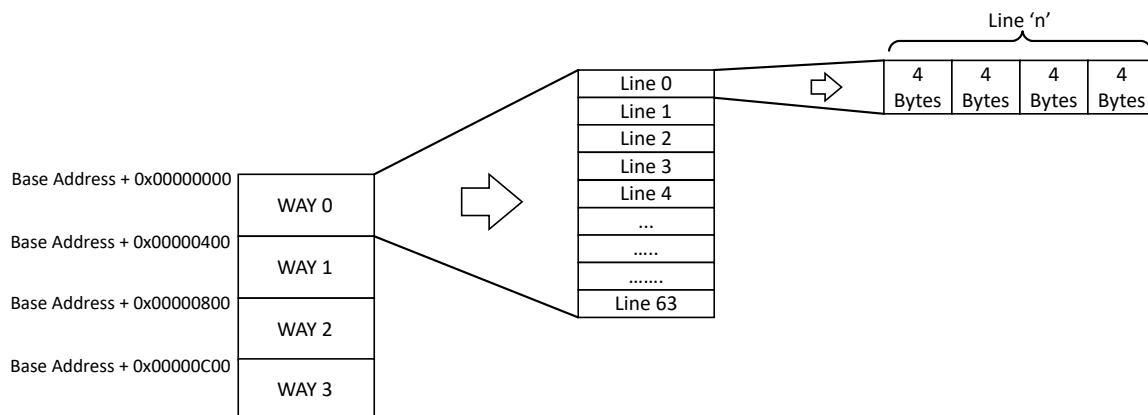 Line ‘n’
4 Bytes
4 Bytes
4 Bytes
4 Bytes
Line 0
Line 1
Line 2
Line 3
Line 4
...
.....
.......
Line 63
Base Address + 0x00000000
WAY 0
Base Address + 0x00000400
WAY 1
Base Address + 0x00000800
WAY 2
Base Address + 0x00000C00
WAY 3